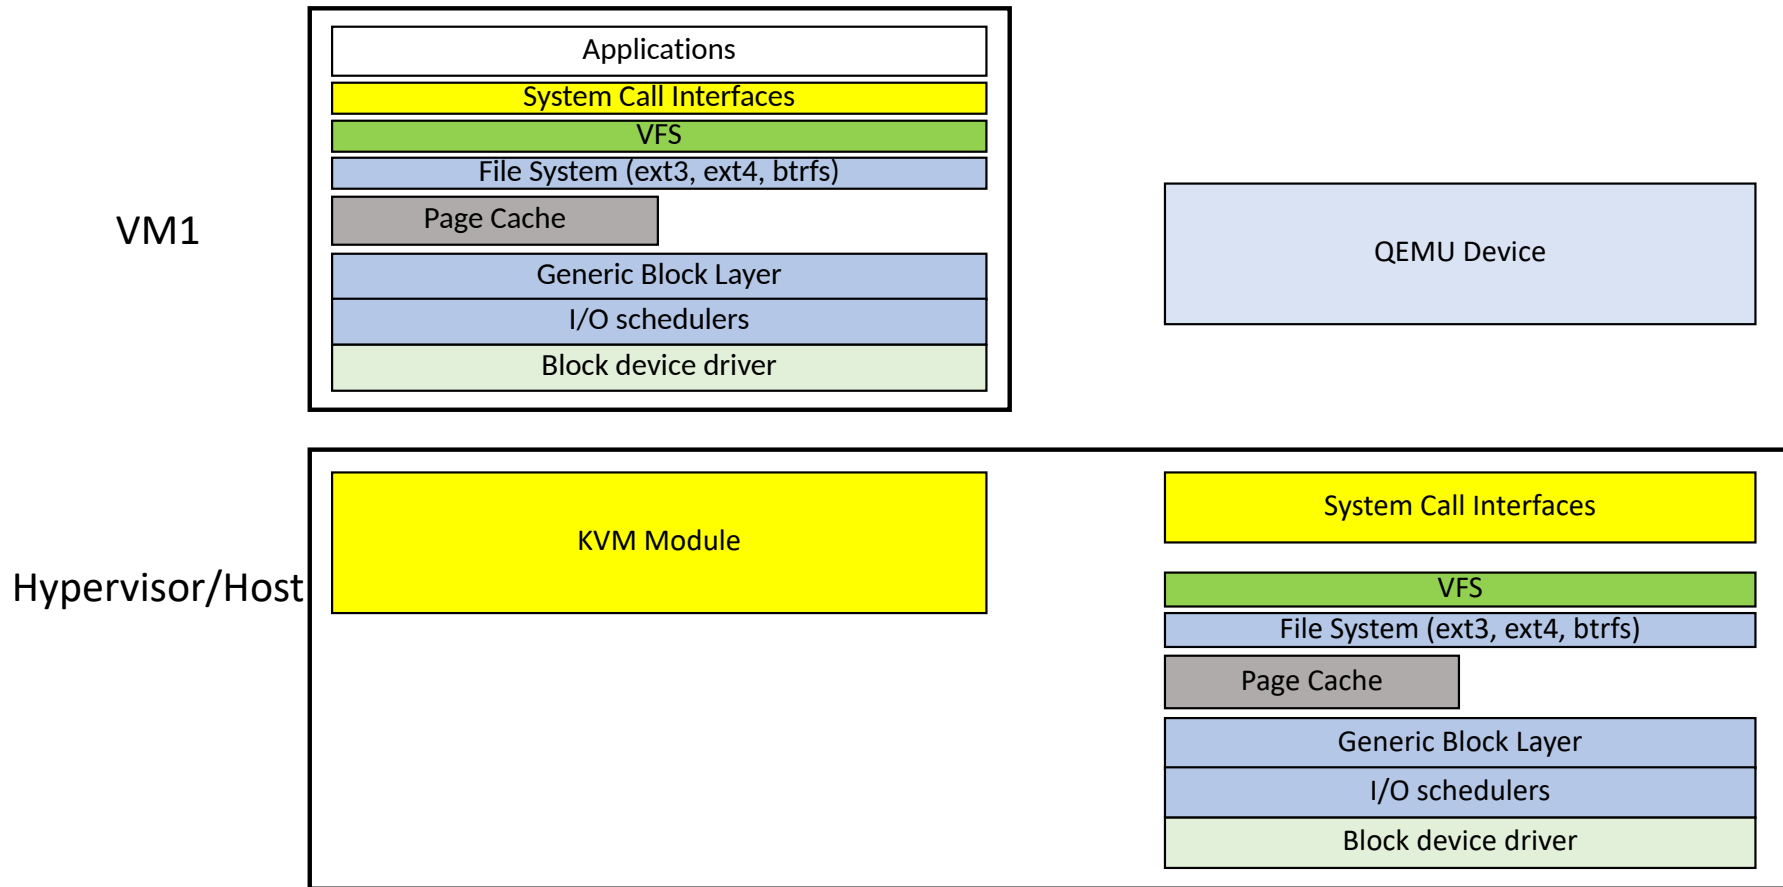 Applications
System Call Interfaces
VFS
File System (ext3, ext4, btrfs)
Page Cache
Generic Block Layer
I/O schedulers
Block device driver
VM1
QEMU Device
Hypervisor/Host
KVM Module
System Call Interfaces
VFS
File System (ext3, ext4, btrfs)
Page Cache
Generic Block Layer
I/O schedulers
Block device driver